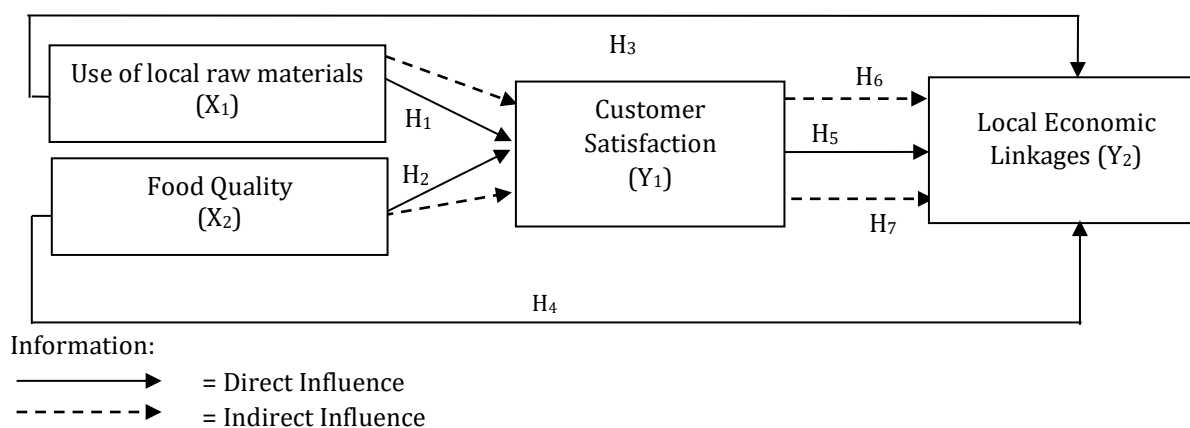 H₃
Use of local raw materials
(X₁)
H₁
Food Quality
(X₂)
H₂
Customer
Satisfaction
(Y₁)
H₆
H₅
H₇
Local Economic
Linkages (Y₂)
H₄
Information:
= Direct Influence
= Indirect Influence